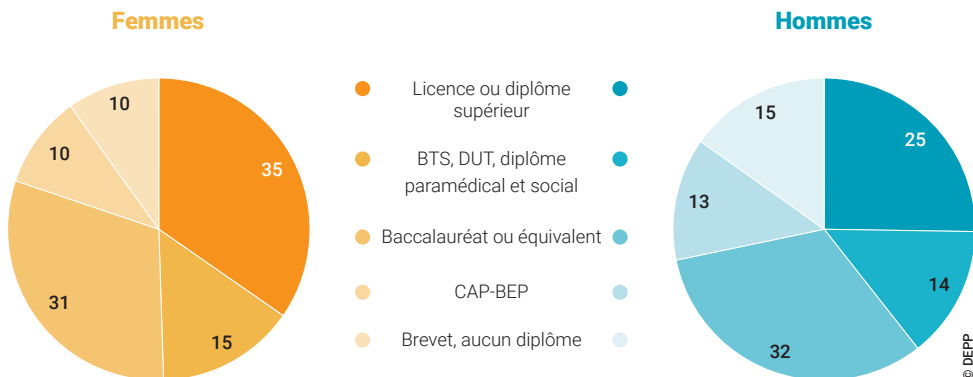 Femmes
Hommes
10
10
35
31
15
Licence ou diplôme
supérieur
BTS, DUT, diplôme
paramédical et social
Baccalauréat ou équivalent
CAP-BEP
Brevet, aucun diplôme
15
25
13
14
32
© DEPP